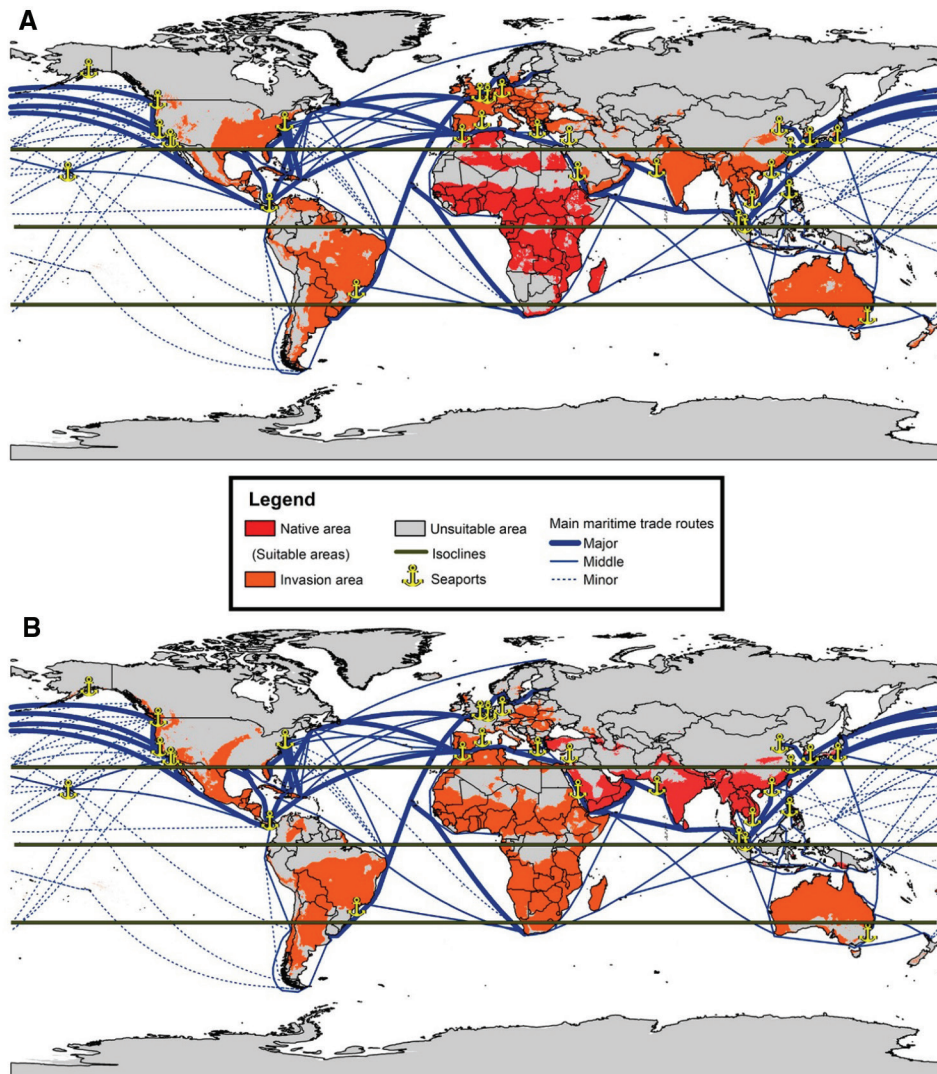 A
Legend
Native area
(Suitable areas)
Invasion area
Unsuitable area
Isoclines
Seaports
Main maritime trade routes
Major
Middle
Minor
B